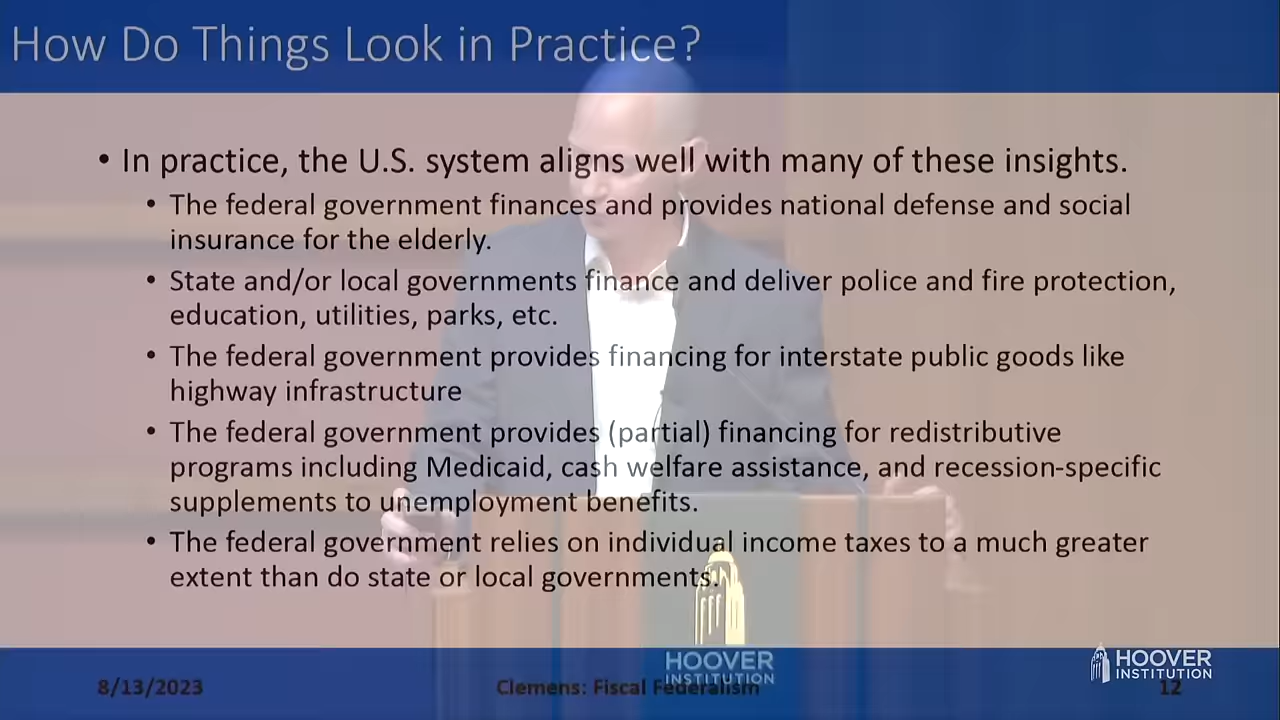 How Do Things Look in Practice?
• In practice, the U.S. system aligns well with many of these insights.
• The federal government finances and provides national defense and social
insurance for the elderly.
• State and/or local governments finance and deliver police and fire protection,
education, utilities, parks, etc.
• The federal government provides financing for interstate public goods like
highway infrastructure
• The federal government provides (partial) financing for redistributive
programs including Medicaid, cash welfare assistance, and recession-specific
supplements to unemployment benefits.
• The federal government relies on individual income taxes to a much greater
extent than do state or local governments.
HOOVER
INSTITUTION
8/13/2023
Clemens: Fiscal Federalism
12
HOOVER
INSTITUTION